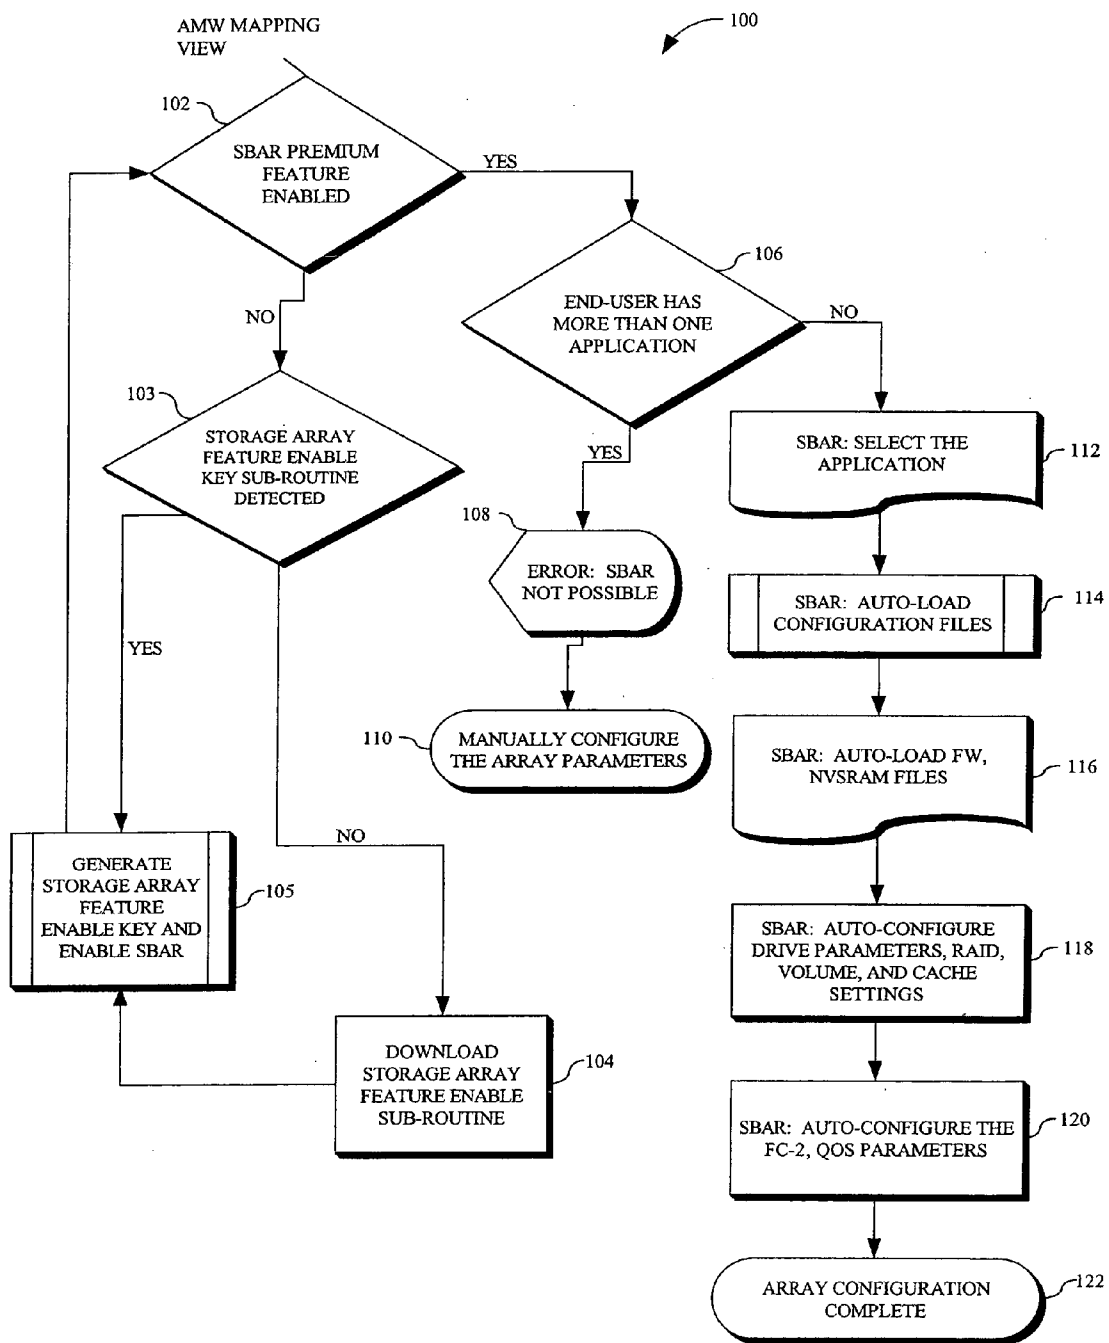 AMW MAPPING
VIEW
100
102
SBAR PREMIUM
FEATURE
ENABLED
YES
NO
106
END-USER HAS
MORE THAN ONE
APPLICATION
NO
YES
103
STORAGE ARRAY
FEATURE ENABLE
KEY SUB-ROUTINE
DETECTED
YES
NO
108
ERROR: SBAR
NOT POSSIBLE
110
MANUALLY CONFIGURE
THE ARRAY PARAMETERS
SBAR: SELECT THE
APPLICATION
112
SBAR: AUTO-LOAD
CONFIGURATION FILES
114
SBAR: AUTO-LOAD FW,
NVSRAM FILES
116
GENERATE
STORAGE ARRAY
FEATURE
ENABLE KEY AND
ENABLE SBAR
105
SBAR: AUTO-CONFIGURE
DRIVE PARAMETERS, RAID,
VOLUME, AND CACHE
SETTINGS
118
DOWNLOAD
STORAGE ARRAY
FEATURE ENABLE
SUB-ROUTINE
104
SBAR: AUTO-CONFIGURE THE
FC-2, QOS PARAMETERS
120
ARRAY CONFIGURATION
COMPLETE
122